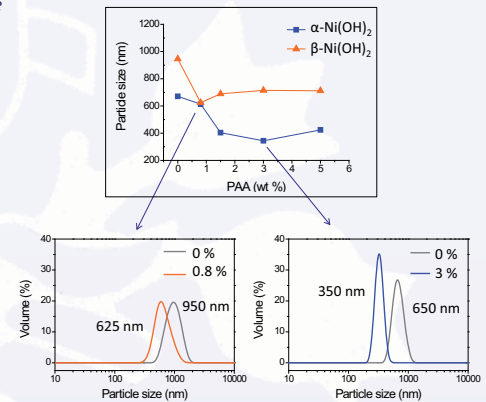 1200
1000
800
600
400
200
Particle size (nm)
α-Ni(OH)2
β-Ni(OH)2
0 1 2 3 4 5 6
PAA (wt %)
40
30
20
10
0
Volume (%)
0 %
0.8 %
950 nm
625 nm
10 100 1000 10000
Particle size (nm)
40
30
20
10
0
Volume (%)
0 %
3 %
350 nm
650 nm
10 100 1000 10000
Particle size (nm)